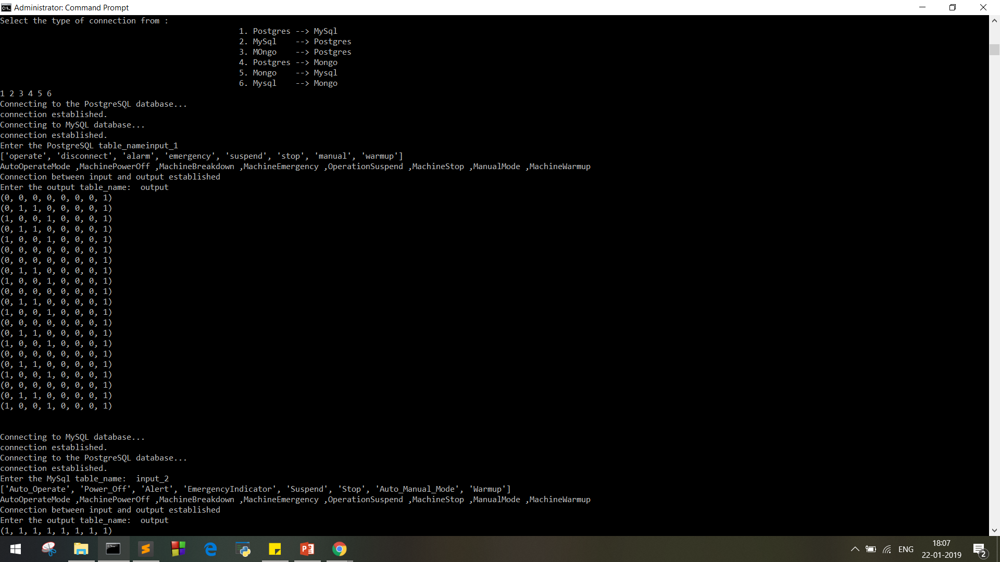 Administrator: Command Prompt
Select the type of connection from :
1. Postgres --> MySql
2. MySql    --> Postgres
3. MOngo    --> Postgres
4. Postgres --> Mongo
5. Mongo    --> Mysql
6. Mysql    --> Mongo
1 2 3 4 5 6
Connecting to the PostgreSQL database...
connection established.
Connecting to MySQL database...
connection established.
Enter the PostgreSQL table_nameinput_1
['operate', 'disconnect', 'alarm', 'emergency', 'suspend', 'stop', 'manual', 'warmup']
AutoOperateMode ,MachinePowerOff ,MachineBreakdown ,MachineEmergency ,OperationSuspend ,MachineStop ,ManualMode ,MachineWarmup
Connection between input and output established
Enter the output table_name:  output
(0, 0, 0, 0, 0, 0, 0, 1)
(0, 1, 1, 0, 0, 0, 0, 1)
(1, 0, 0, 1, 0, 0, 0, 1)
(0, 1, 1, 0, 0, 0, 0, 1)
(1, 0, 0, 1, 0, 0, 0, 1)
(0, 0, 0, 0, 0, 0, 0, 1)
(0, 0, 0, 0, 0, 0, 0, 1)
(0, 1, 1, 0, 0, 0, 0, 1)
(1, 0, 0, 1, 0, 0, 0, 1)
(0, 0, 0, 0, 0, 0, 0, 1)
(0, 1, 1, 0, 0, 0, 0, 1)
(1, 0, 0, 1, 0, 0, 0, 1)
(0, 0, 0, 0, 0, 0, 0, 1)
(0, 1, 1, 0, 0, 0, 0, 1)
(1, 0, 0, 1, 0, 0, 0, 1)
(0, 0, 0, 0, 0, 0, 0, 1)
(0, 1, 1, 0, 0, 0, 0, 1)
(1, 0, 0, 1, 0, 0, 0, 1)
(0, 0, 0, 0, 0, 0, 0, 1)
(0, 1, 1, 0, 0, 0, 0, 1)
(1, 0, 0, 1, 0, 0, 0, 1)
Connecting to MySQL database...
connection established.
Connecting to the PostgreSQL database...
connection established.
Enter the MySql table_name:  input_2
['Auto_Operate', 'Power_Off', 'Alert', 'EmergencyIndicator', 'Suspend', 'Stop', 'Auto_Manual_Mode', 'Warmup']
AutoOperateMode ,MachinePowerOff ,MachineBreakdown ,MachineEmergency ,OperationSuspend ,MachineStop ,ManualMode ,MachineWarmup
Connection between input and output established
Enter the output table_name:  output
(1, 1, 1, 1, 1, 1, 1, 1)
ENG
18:07
22-01-2019
2